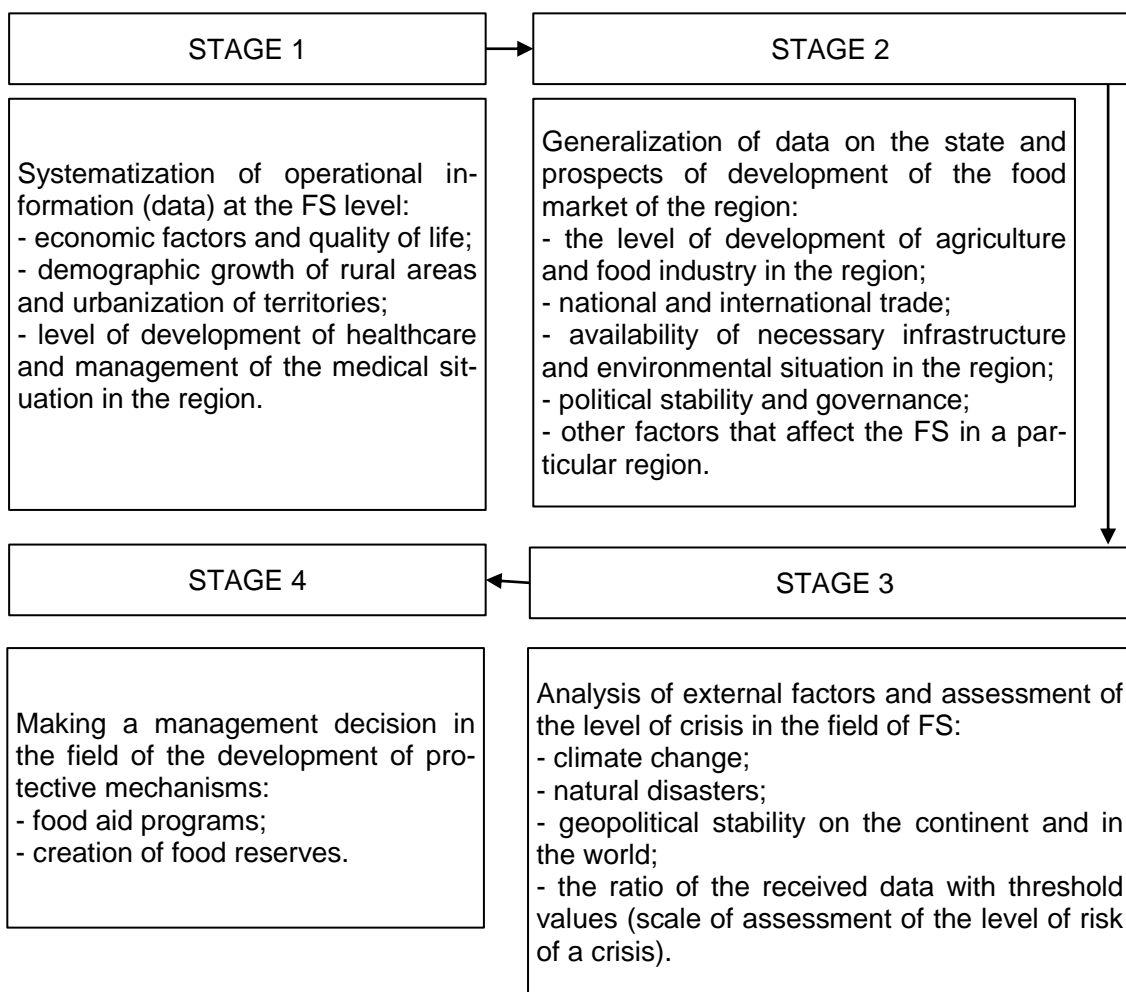 STAGE 1
STAGE 2
Systematization of operational in-
formation (data) at the FS level:
- economic factors and quality of life;
- demographic growth of rural areas
and urbanization of territories;
- level of development of healthcare
and management of the medical sit-
uation in the region.
Generalization of data on the state and
prospects of development of the food
market of the region:
- the level of development of agriculture
and food industry in the region;
- national and international trade;
- availability of necessary infrastructure
and environmental situation in the region;
- political stability and governance;
- other factors that affect the FS in a par-
ticular region.
STAGE 4
STAGE 3
Making a management decision in
the field of the development of pro-
tective mechanisms:
- food aid programs;
- creation of food reserves.
Analysis of external factors and assessment of
the level of crisis in the field of FS:
- climate change;
- natural disasters;
- geopolitical stability on the continent and in
the world;
- the ratio of the received data with threshold
values (scale of assessment of the level of risk
of a crisis).